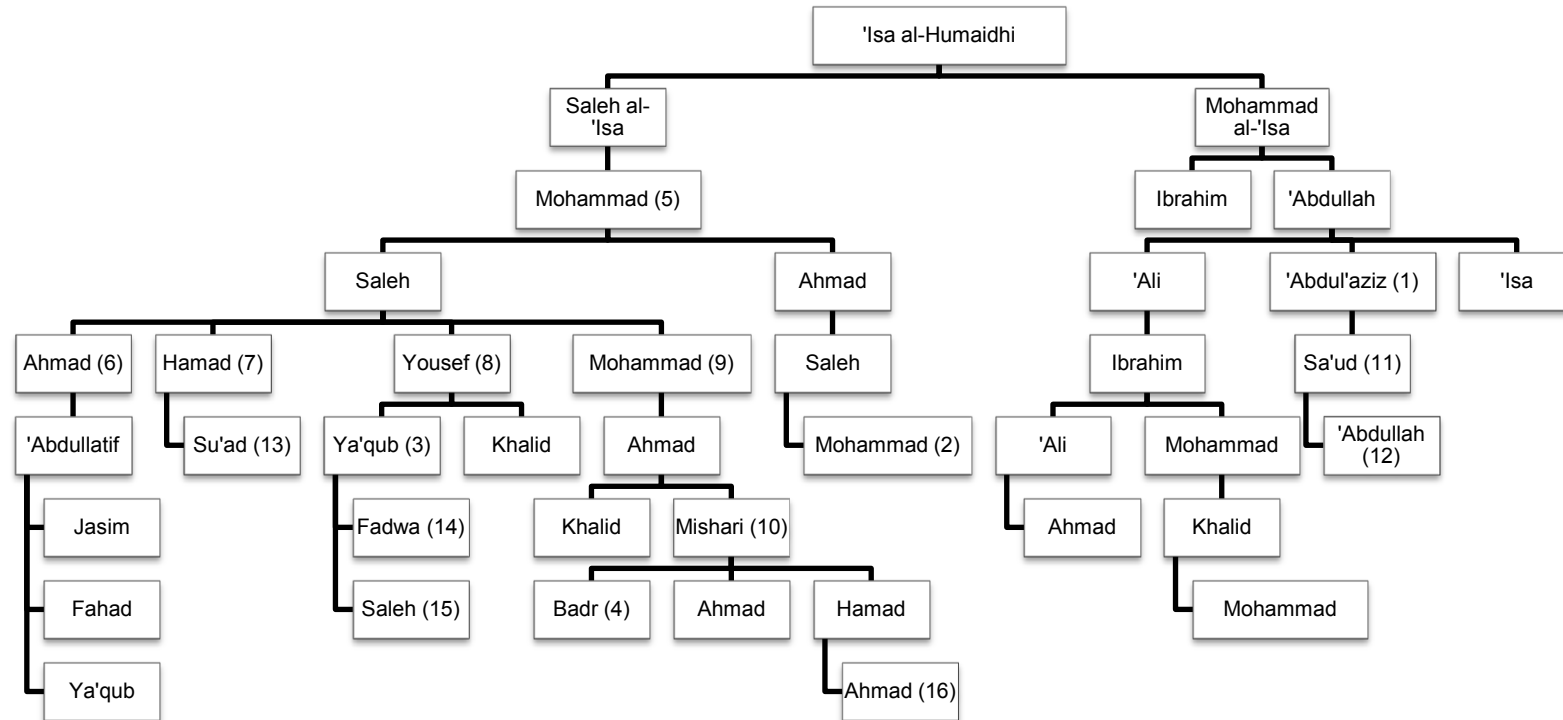 'Isa al-Humaidhi
Saleh al-
'Isa
Mohammad
al-'Isa
Mohammad (5)
Ibrahim
'Abdullah
Saleh
Ahmad
'Ali
'Abdul'aziz (1)
'Isa
Ahmad (6)
Hamad (7)
Yousef (8)
Mohammad (9)
Saleh
Ibrahim
Sa'ud (11)
'Abdullatif
Su'ad (13)
Ya'qub (3)
Khalid
Ahmad
Mohammad (2)
'Ali
Mohammad
'Abdullah
(12)
Jasim
Fadwa (14)
Khalid
Mishari (10)
Ahmad
Khalid
Fahad
Saleh (15)
Badr (4)
Ahmad
Hamad
Mohammad
Ya'qub
Ahmad (16)